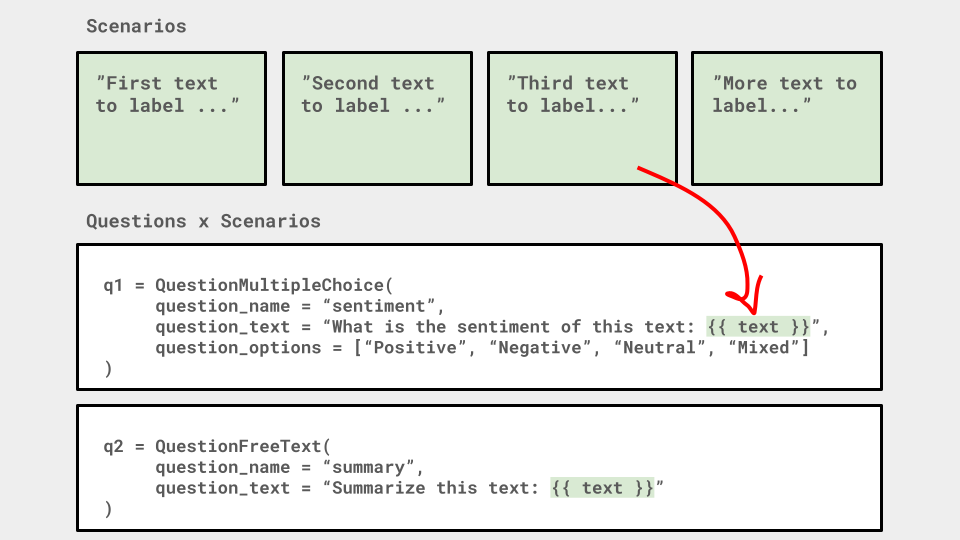 Scenarios
”First text
to label ...”
”Second text
to label ...”
”Third text
to label...”
”More text to
label...”
Questions x Scenarios
q1 = QuestionMultipleChoice(
question_name = “sentiment”,
question_text = “What is the sentiment of this text: {{ text }}”,
question_options = [“Positive”, “Negative”, “Neutral”, “Mixed”]
)
q2 = QuestionFreeText(
question_name = “summary”,
question_text = “Summarize this text: {{ text }}”
)